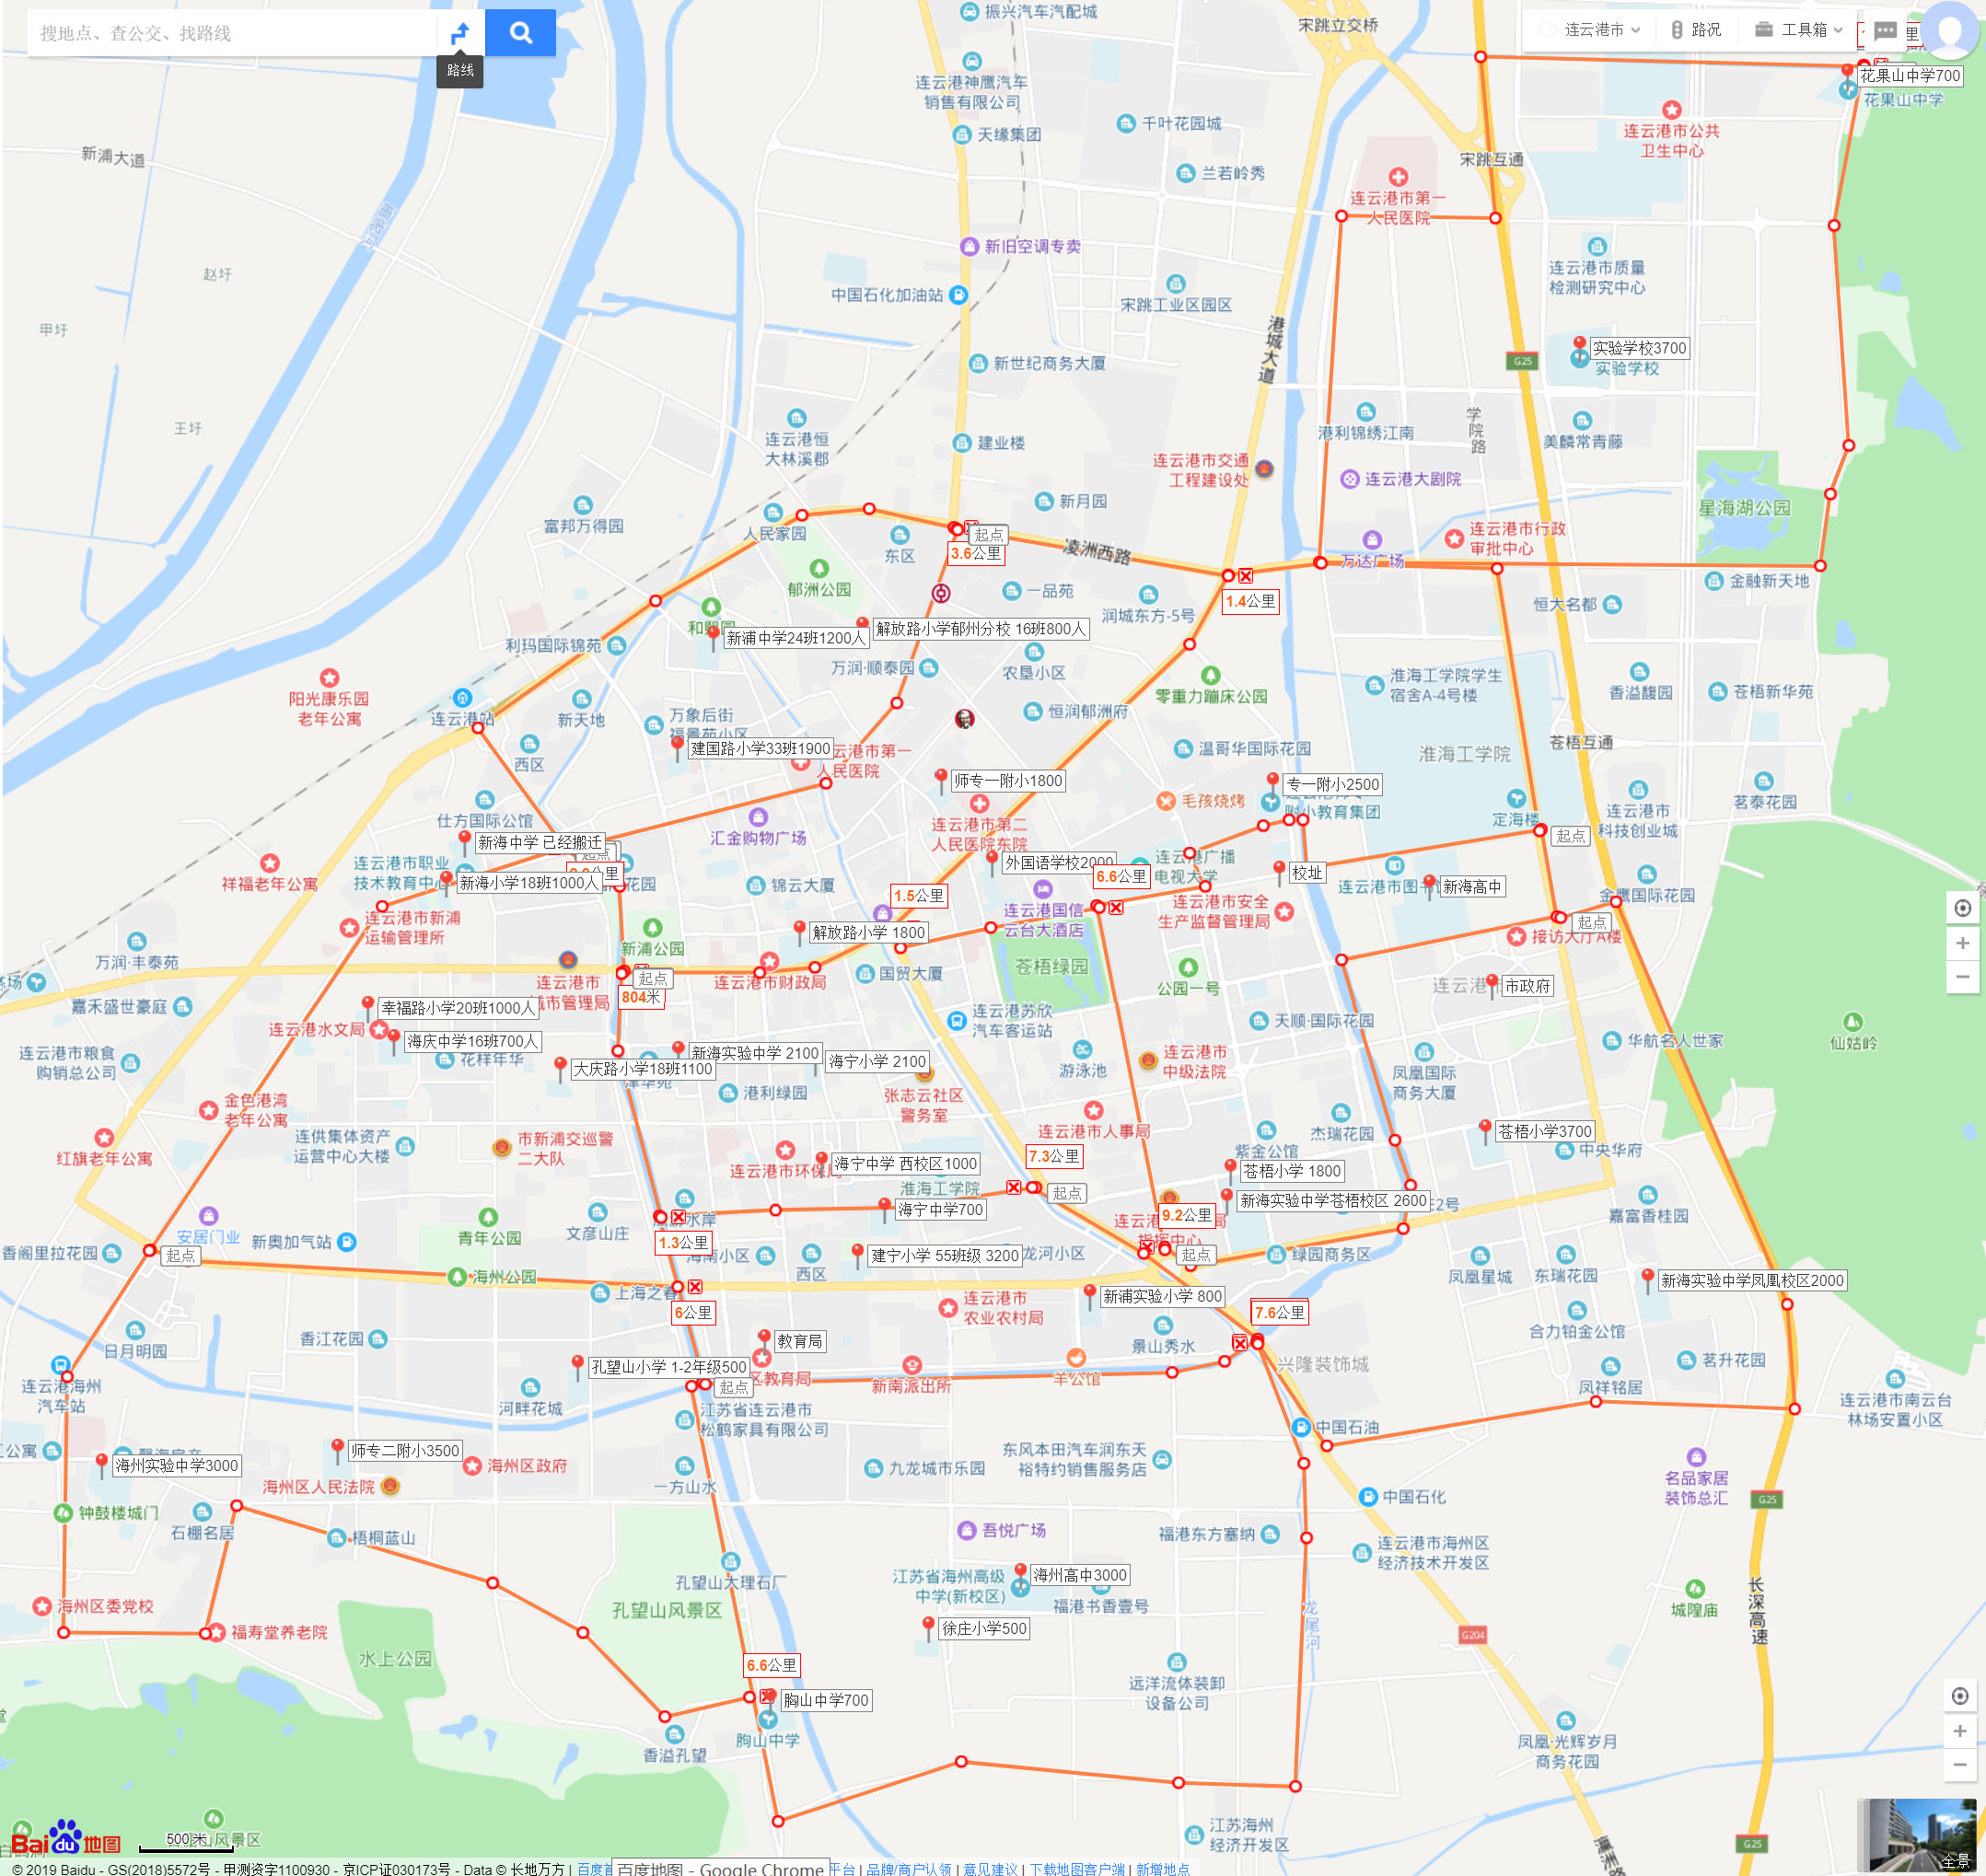 搜地点、查公交、找路线
路线
振兴汽车汽配城
宋跳立交桥
连云港市
路况
工具箱
里
花果山中学700
花果山中学
连云港神鹰汽车
销售有限公司
天缘集团
千叶花园城
兰若岭秀
连云港市公共
卫生中心
宋跳互通
新浦大道
连云港市第一
人民医院
新旧空调专卖
赵圩
中国石化加油站
宋跳工业区园区
连云港市质量
检测研究中心
甲圩
港城大道
新世纪商务大厦
G25
实验学校3700
实验学校
王圩
连云港恒
大林溪郡
建业楼
港利锦绣江南
学院路
美麟常青藤
连云港市交通
工程建设处
连云港大剧院
星海湖公园
富邦万得园
人民家园
新月园
东区
起点
3.6公里
凌洲西路
万达广场
连云港市行政
审批中心
郁洲公园
一品苑
润城东方-5号
1.4公里
恒大名都
金融新天地
利玛国际锦苑
新浦中学24班1200人
解放路小学郁州分校 16班800人
万润·顺泰园
农垦小区
零重力蹦床公园
淮海工学院学生
宿舍A-4号楼
香溢馥园
苍梧新华苑
阳光康乐园
老年公寓
连云港站
新天地
万象后街
恒润郁洲府
西区
建国路小学33班1900
连云港市第一
人民医院
温哥华国际花园
淮海工学院
苍梧互通
师专一附小1800
专一附小2500
附小教育集团
毛孩烧烤
定海楼
连云港市
科技创业城
茗泰花园
仕方国际公馆
汇金购物广场
连云港市第二
人民医院东院
起点
新海中学 已经搬迁
起点
连云港市职业
技术教育中心
外国语学校2000
连云港广播
电视大学
6.6公里
校址
祥福老年公寓
新海小学18班1000人
锦云大厦
1.5公里
连云港市图书馆
新海高中
金鹰国际花园
连云港市新浦
运输管理所
新浦公园
解放路小学 1800
连云港国信
云台大酒店
连云港市安全
生产监督管理局
起点
接访大厅A楼
万润·丰泰苑
连云港市
城市管理局
起点
804米
连云港市财政局
国贸大厦
苍梧绿园
公园一号
市政府
嘉禾盛世豪庭
幸福路小学20班1000人
连云港水文局
海庆中学16班700人
连云港苏欣
汽车客运站
天顺·国际花园
华航名人世家
仙姑岭
连云港市粮食
购销总公司
花样年华
大庆路小学18班1100
新海实验中学 2100
海宁小学 2100
游泳池
连云港市
中级法院
凤凰国际
商务大厦
港利绿园
张志云社区
警务室
金色港湾
老年公寓
连云港市人事局
杰瑞花园
苍梧小学3700
红旗老年公寓
连供集体资产
运营中心大楼
市新浦交巡警
二大队
连云港市环保局
海宁中学 西校区1000
7.3公里
紫金公馆
中央华府
淮海工学院
起点
苍梧小学 1800
新海实验中学苍梧校区 2600
海宁中学700
9.2公里
指挥中心
嘉富香桂园
安居门业
香阁里拉花园
起点
新奥加气站
青年公园
文彦山庄
1.3公里
西区
建宁小学 55班级 3200
龙河小区
起点
绿园商务区
凤凰星城
东瑞花园
新海实验中学凤凰校区2000
海州公园
上海之春
6公里
连云港市
农业农村局
新浦实验小学 800
7.6公里
香江花园
教育局
日月明园
景山秀水
合力铂金公馆
兴隆装饰城
茗升花园
连云港海州
汽车站
孔望山小学 1-2年级500
起点
区教育局
新南派出所
羊公馆
凤祥铭居
连云港市南云台
林场安置小区
河畔花城
江苏省连云港市
松鹤家具有限公司
中国石油
海州实验中学3000
师专二附小3500
海州区人民法院
海州区政府
一方山水
九龙城市乐园
东风本田汽车润东天
裕特约销售服务店
名品家居
装饰总汇
钟鼓楼城门
石棚名居
梧桐蓝山
中国石化
G25
吾悦广场
福港东方塞纳
连云港市海州区
经济技术开发区
孔望山大理石厂
江苏省海州高级
中学(新校区)
海州高中3000
福港书香壹号
海州区委党校
孔望山风景区
城隍庙
长深高速
福寿堂养老院
徐庄小学500
龙尾河
G204
水上公园
6.6公里
远洋流体装卸
设备公司
朐山中学700
朐山中学
香溢孔望
凤凰·光辉岁月
商务花园
Bai du 地图
500 米
江苏海州
经济开发区
G25
全景
© 2019 Baidu - GS(2018)5572号 - 甲测资字1100930 - 京ICP证030173号 - Data © 长地万方 |
百度地图 - Google Chrome
平台 | 品牌/商户认领 | 意见建议 | 下载地图客户端 | 新增地点